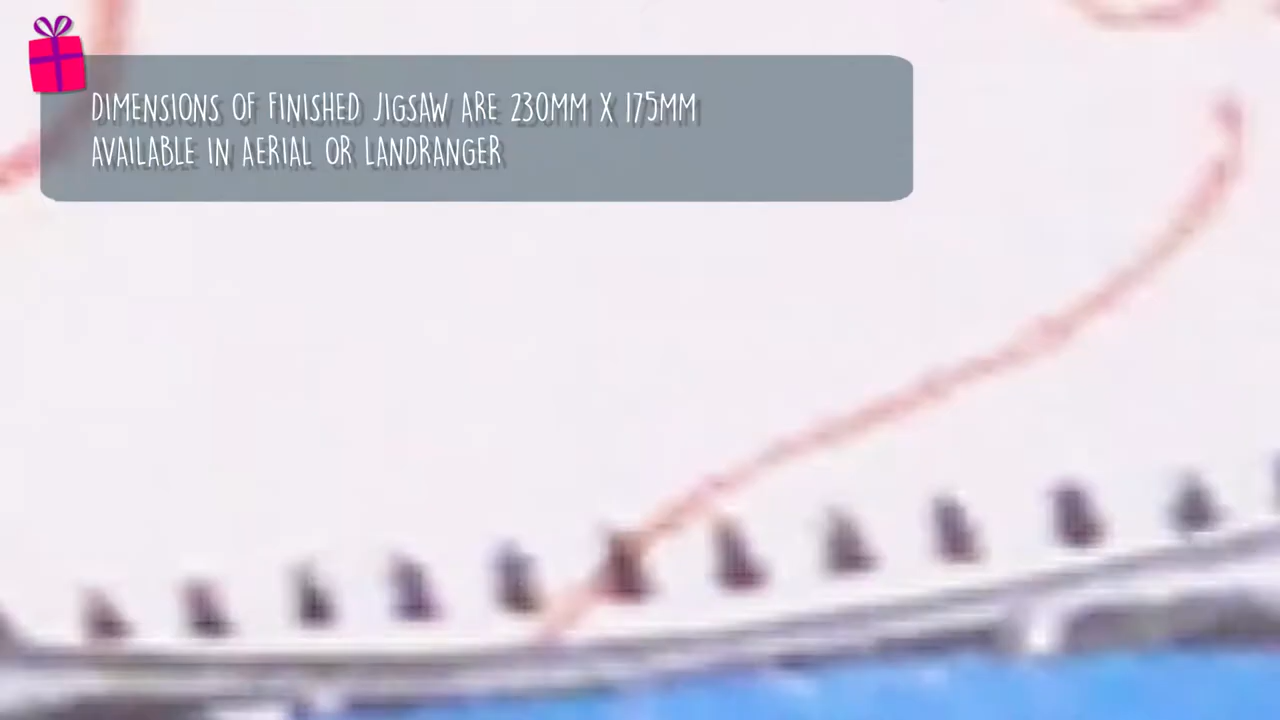 DIMENSIONS OF FINISHED JIGSAW ARE 230MM X 175MM
AVAILABLE IN AERIAL OR LANDRANGER